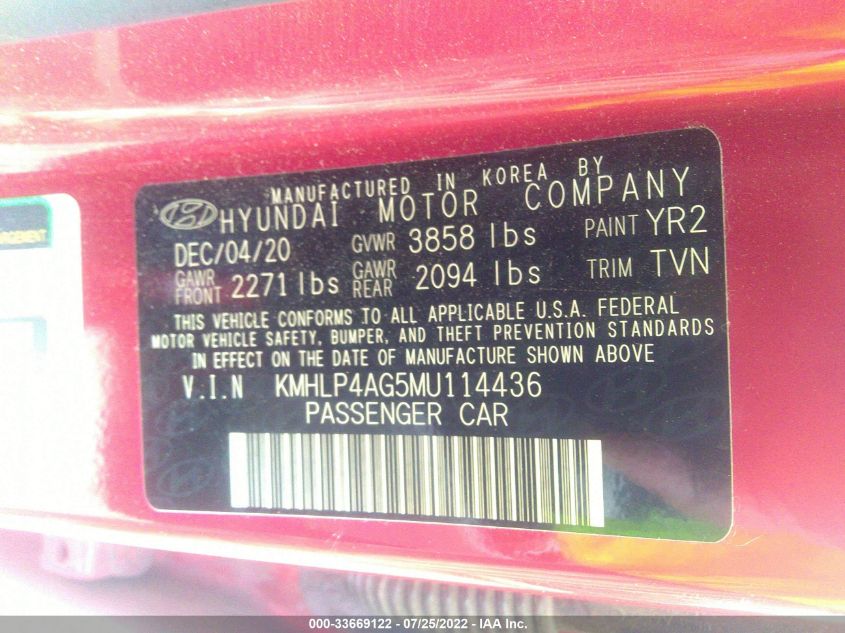 MANUFACTURED IN KOREA BY
HYUNDAI MOTOR COMPANY
DEC/04/20 GVWR 3858 lbs PAINT YR2
GAWR FRONT 2271 lbs GAWR REAR 2094 lbs TRIM TVN
THIS VEHICLE CONFORMS TO ALL APPLICABLE U.S.A. FEDERAL
MOTOR VEHICLE SAFETY, BUMPER, AND THEFT PREVENTION STANDARDS
IN EFFECT ON THE DATE OF MANUFACTURE SHOWN ABOVE
V.I.N KMHLP4AG5MU114436
PASSENGER CAR
000-33669122 - 07/25/2022 - IAA Inc.